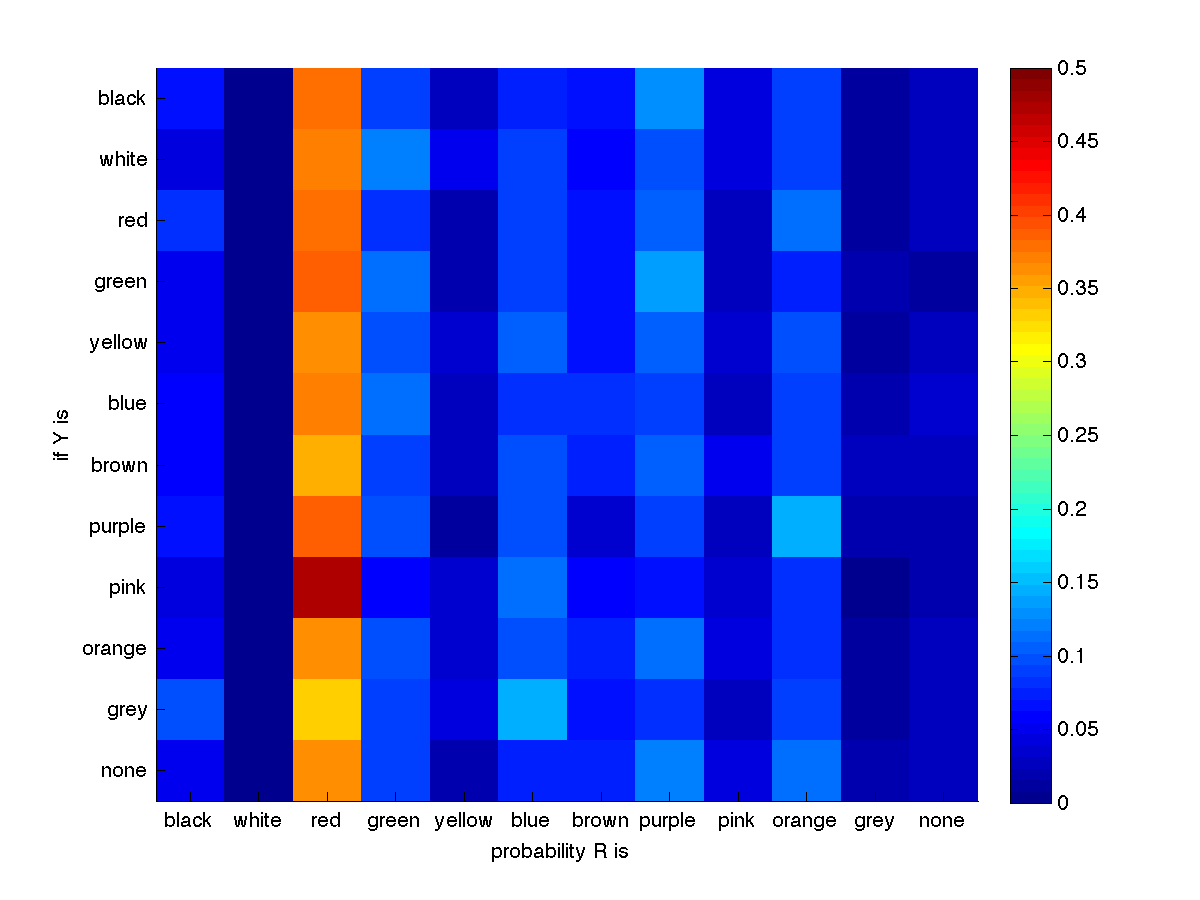 black
white
red
green
yellow
blue
brown
purple
pink
orange
grey
none
if Y is
black white red green yellow blue brown purple pink orange grey none
probability R is
0.5
0.45
0.4
0.35
0.3
0.25
0.2
0.15
0.1
0.05
0